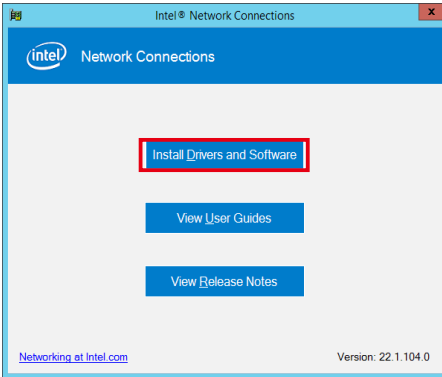 Intel® Network Connections
x
intel Network Connections
Install Drivers and Software
View User Guides
View Release Notes
Networking at Intel.com Version: 22.1.104.0